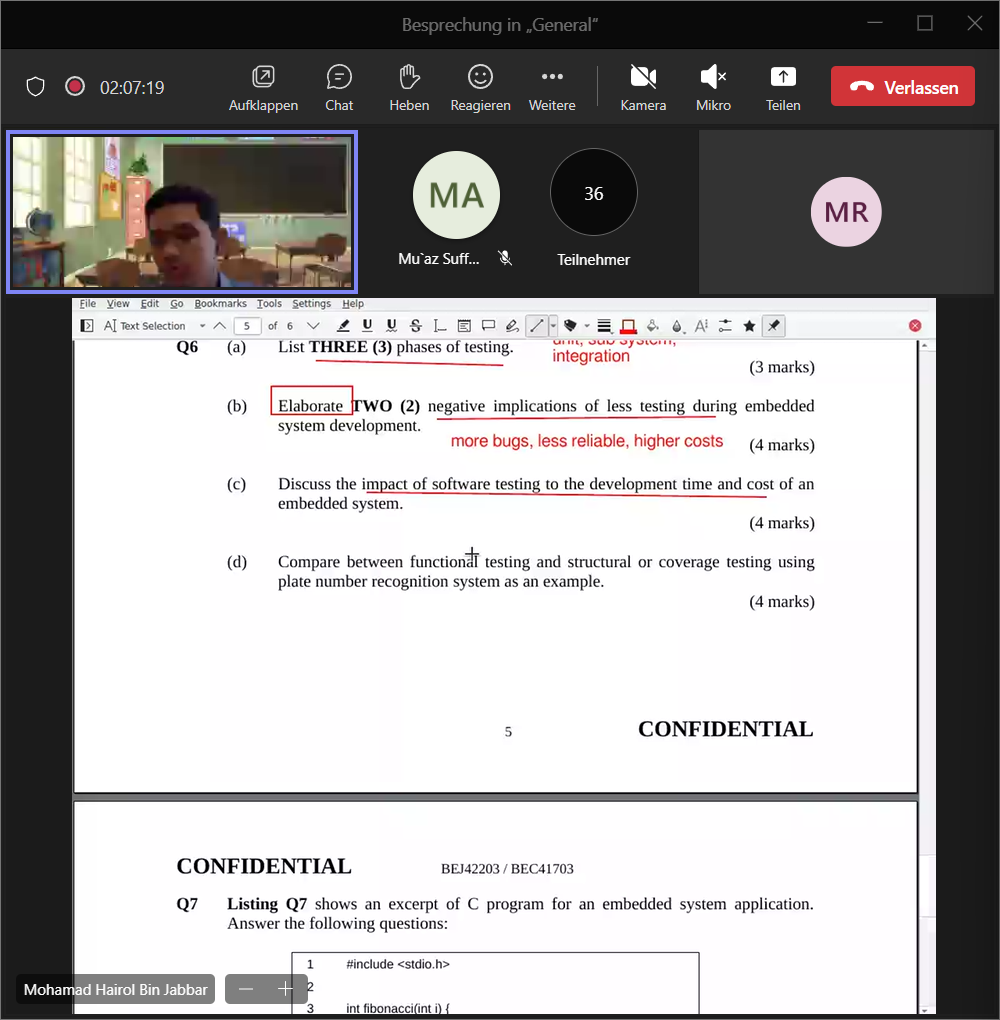 Besprechung in „General“
02:07:19
Aufklappen
Chat
Heben
Reagieren
Weitere
Kamera
Mikro
Teilen
Verlassen
MA
Mu`az Suff...
36
Teilnehmer
MR
File View Edit Go Bookmarks Tools Settings Help
Text Selection 5 of 6
Q6 (a) List THREE (3) phases of testing.
unit, sub system,
integration
(3 marks)
(b) Elaborate TWO (2) negative implications of less testing during embedded
system development.
more bugs, less reliable, higher costs
(4 marks)
(c) Discuss the impact of software testing to the development time and cost of an
embedded system.
(4 marks)
(d) Compare between functional testing and structural or coverage testing using
plate number recognition system as an example.
(4 marks)
5 CONFIDENTIAL
CONFIDENTIAL BEJ42203 / BEC41703
Q7 Listing Q7 shows an excerpt of C program for an embedded system application.
Answer the following questions:
1 #include <stdio.h>
2
3 int fibonacci(int i) {
Mohamad Hairol Bin Jabbar